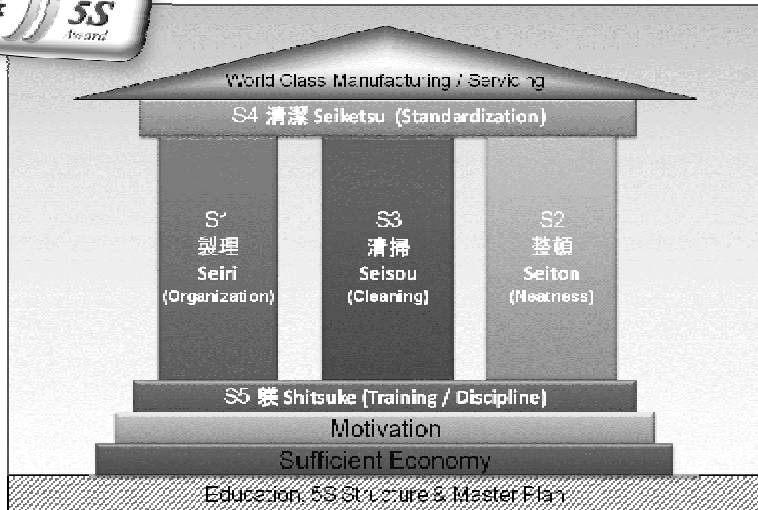 5S
Award
World Class Manufacturing / Servicing
S4 清潔 Seiketsu (Standardization)
S1
製理
Seiri
(Organization)
S3
清掃
Seisou
(Cleaning)
S2
整頓
Seiton
(Neatness)
S5 躾 Shitsuke (Training / Discipline)
Motivation
Sufficient Economy
Education, 5S Structure & Master Plan